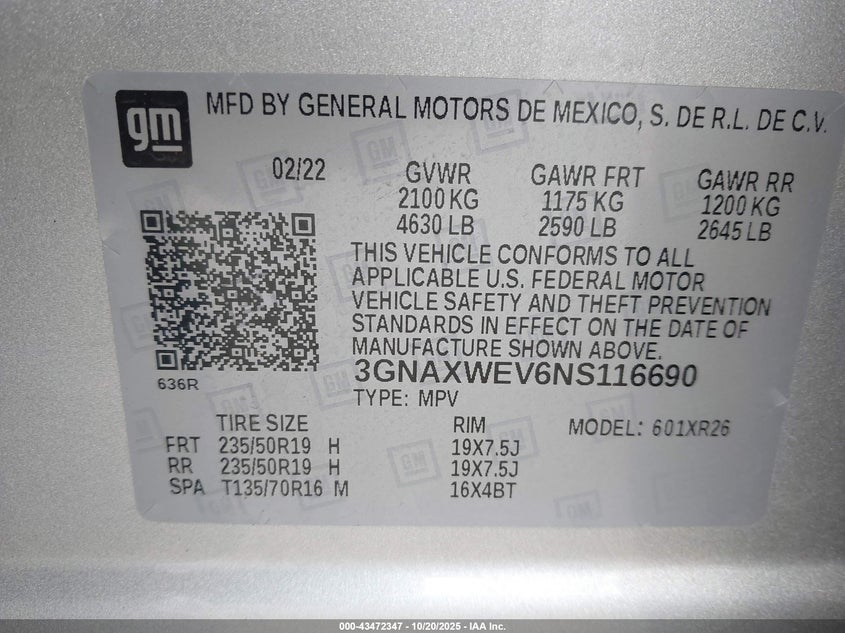 gm
MFD BY GENERAL MOTORS DE MEXICO, S. DE R.L. DE C.V.
02/22 GVWR GAWR FRT GAWR RR
2100 KG 1175 KG 1200 KG
4630 LB 2590 LB 2645 LB
THIS VEHICLE CONFORMS TO ALL
APPLICABLE U.S. FEDERAL MOTOR
VEHICLE SAFETY AND THEFT PREVENTION
STANDARDS IN EFFECT ON THE DATE OF
MANUFACTURE SHOWN ABOVE.
636R
3GNAXWEV6NS116690
TYPE: MPV
TIRE SIZE RIM MODEL: 601XR26
FRT 235/50R19 H 19X7.5J
RR 235/50R19 H 19X7.5J
SPA T135/70R16 M 16X4BT
000-43472347 - 10/20/2025 - IAA Inc.